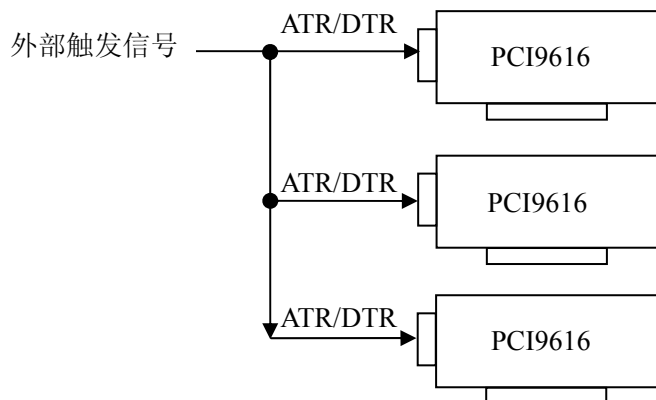 ATR/DTR
外部触发信号
PCI9616
ATR/DTR
PCI9616
ATR/DTR
PCI9616